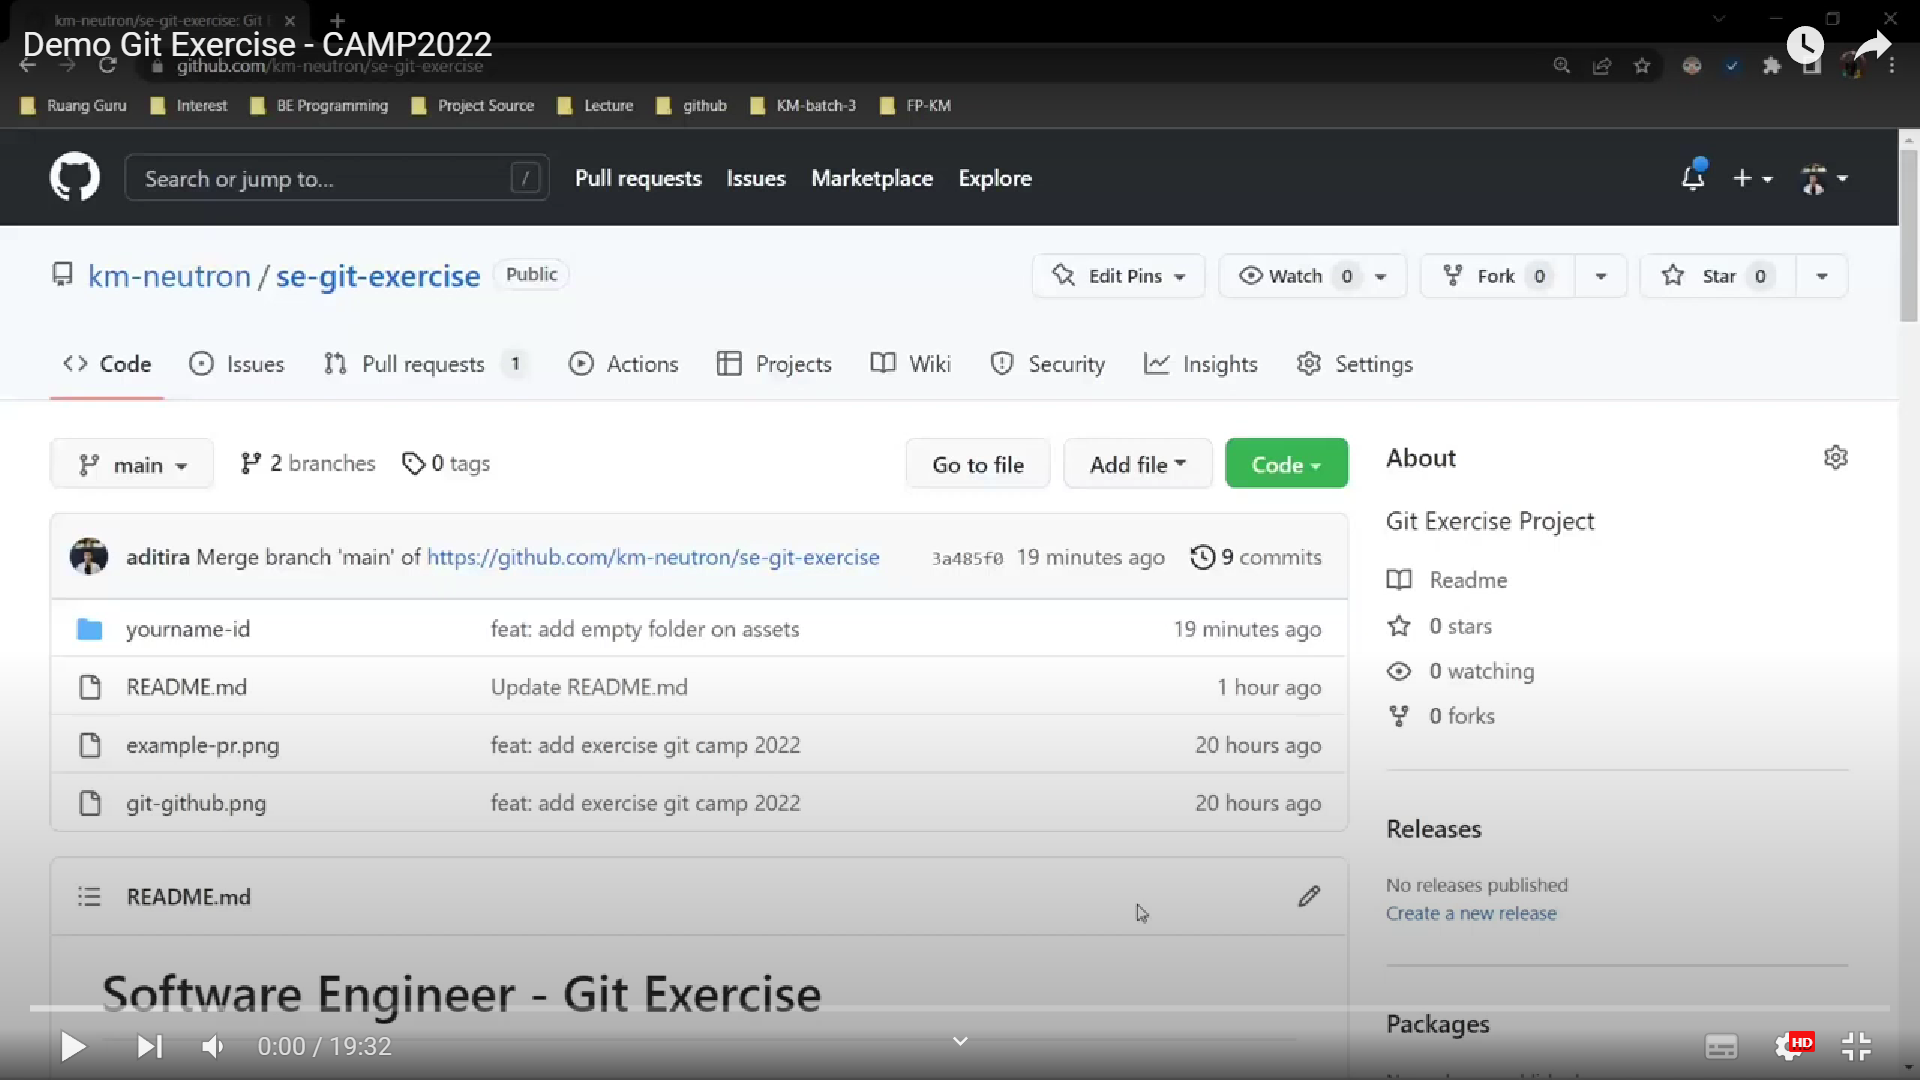 km-neutron/se-git-exercise: Git
Demo Git Exercise - CAMP2022
github.com/km-neutron/se-git-exercise
Ruang Guru Interest BE Programming Project Source Lecture github KM-batch-3 FP-KM
Search or jump to... / Pull requests Issues Marketplace Explore
km-neutron / se-git-exercise Public Edit Pins Watch 0 Fork 0 Star 0
Code Issues Pull requests 1 Actions Projects Wiki Security Insights Settings
main 2 branches 0 tags Go to file Add file Code
aditira Merge branch 'main' of https://github.com/km-neutron/se-git-exercise 3a485f0 19 minutes ago 9 commits
yourname-id feat: add empty folder on assets 19 minutes ago
README.md Update README.md 1 hour ago
example-pr.png feat: add exercise git camp 2022 20 hours ago
git-github.png feat: add exercise git camp 2022 20 hours ago
README.md
Software Engineer - Git Exercise
About
Git Exercise Project
Readme
0 stars
0 watching
0 forks
Releases
No releases published
Create a new release
Packages
0:00 / 19:32
HD